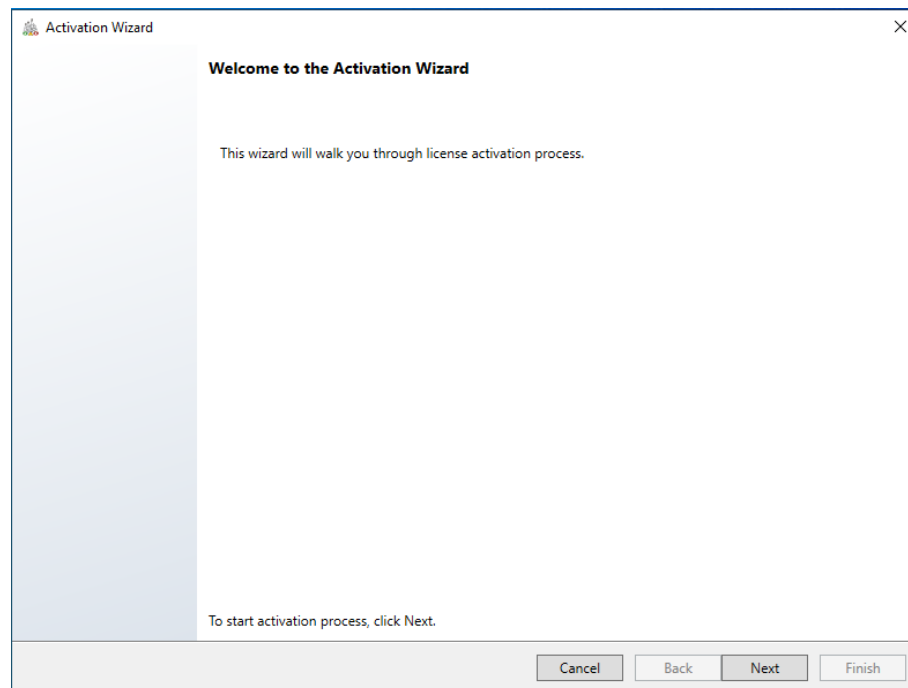 Activation Wizard
Welcome to the Activation Wizard
This wizard will walk you through license activation process.
To start activation process, click Next.
Cancel Back Next Finish